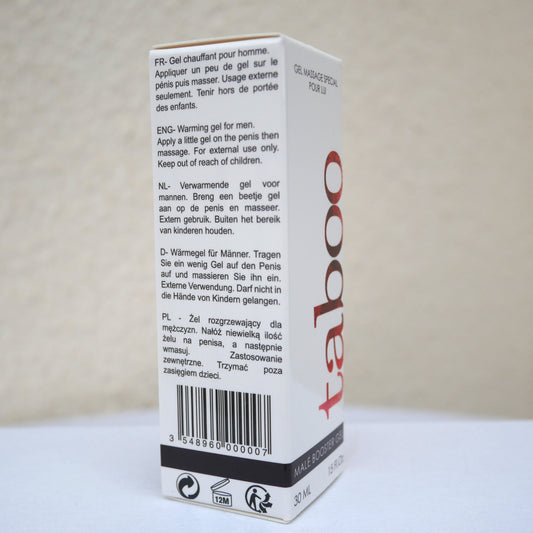 FR- Gel chauffant pour homme.
Appliquer un peu de gel sur le
pénis puis masser. Usage externe
seulement. Tenir hors de portée
des enfants.
ENG- Warming gel for men.
Apply a little gel on the penis then
massage. For external use only.
Keep out of reach of children.
NL- Verwarmende gel voor
mannen. Breng een beetje gel
aan op de penis en masseer.
Extern gebruik. Buiten het bereik
van kinderen houden.
D- Wärmegel für Männer. Tragen
Sie ein wenig Gel auf den Penis
auf und massieren Sie ihn ein.
Externe Verwendung. Darf nicht in
die Hände von Kindern gelangen.
PL - Żel rozgrzewający dla
mężczyzn. Nałóż niewielką ilość
żelu na penisa, a następnie
wmasuj. Zastosowanie
zewnętrzne. Trzymać poza
zasięgiem dzieci.
3 548960 000007
12M
GEL MASSAGE SPECIAL
POUR LUI
taboo
MALE BOOSTER GEL
30 ML